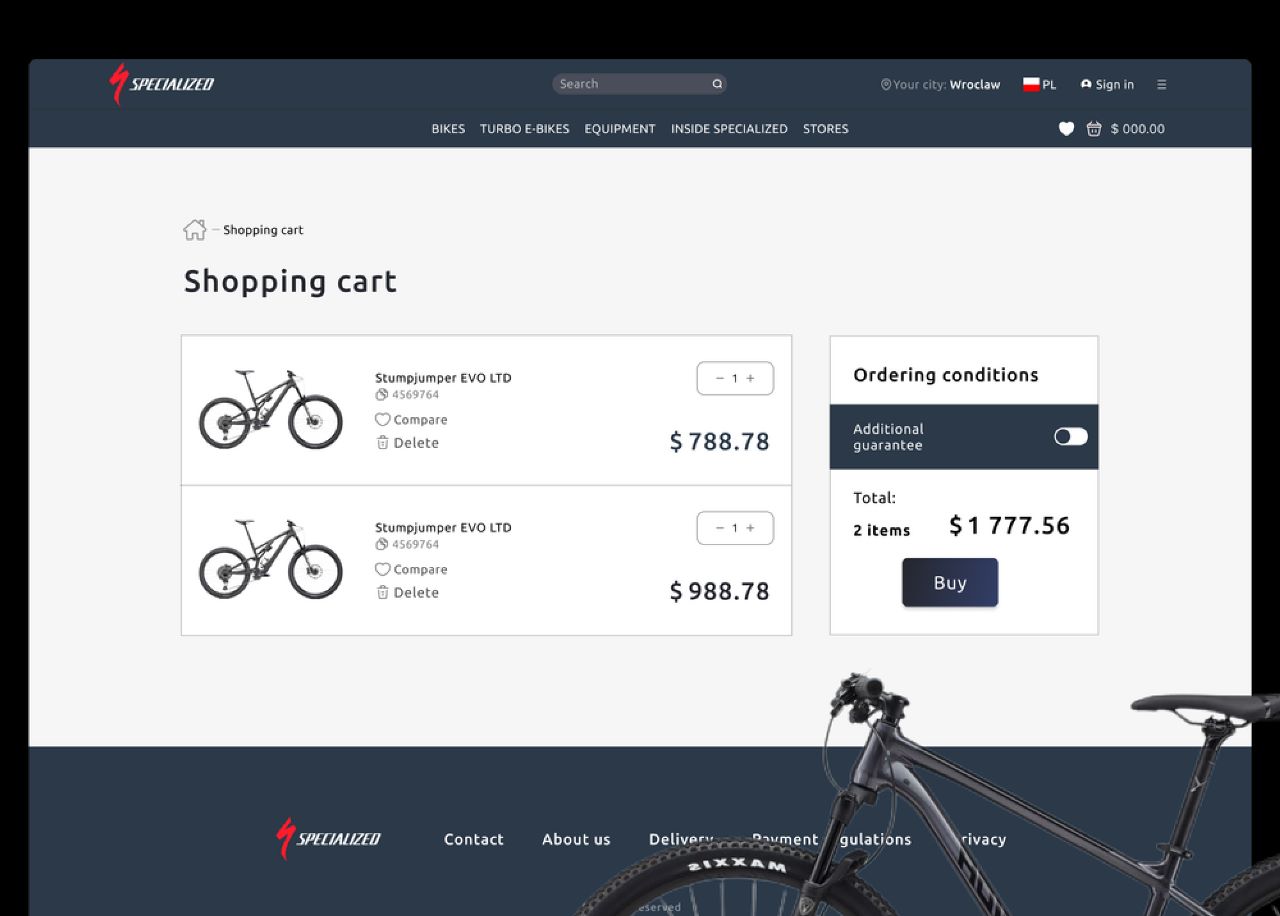 SPECIALIZED
Search
Your city: Wroclaw
PL
Sign in
BIKES TURBO E-BIKES EQUIPMENT INSIDE SPECIALIZED STORES
$ 000.00
– Shopping cart
Shopping cart
Stumpjumper EVO LTD
4569764
Compare
Delete
− 1 +
$ 788.78
Stumpjumper EVO LTD
4569764
Compare
Delete
− 1 +
$ 988.78
Ordering conditions
Additional
guarantee
Total:
2 items $ 1 777.56
Buy
SPECIALIZED
Contact About us Delivery Payment gulations rivacy
MAXXIS
eserved